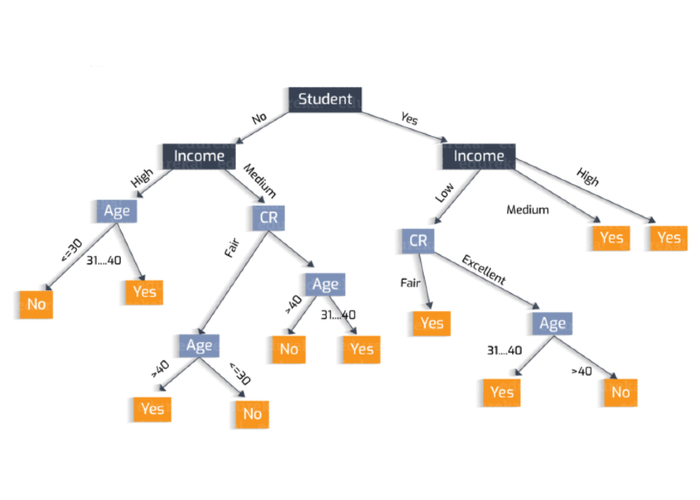 Student
No
Yes
Income
Income
High
Medium
Low
Medium
High
Age
CR
CR
Yes
Yes
<=30
31....40
Fair
Fair
Excellent
No
Yes
Age
Yes
Age
>40
31....40
Age
No
Yes
31....40
>40
>40
<=30
Yes
No
Yes
No